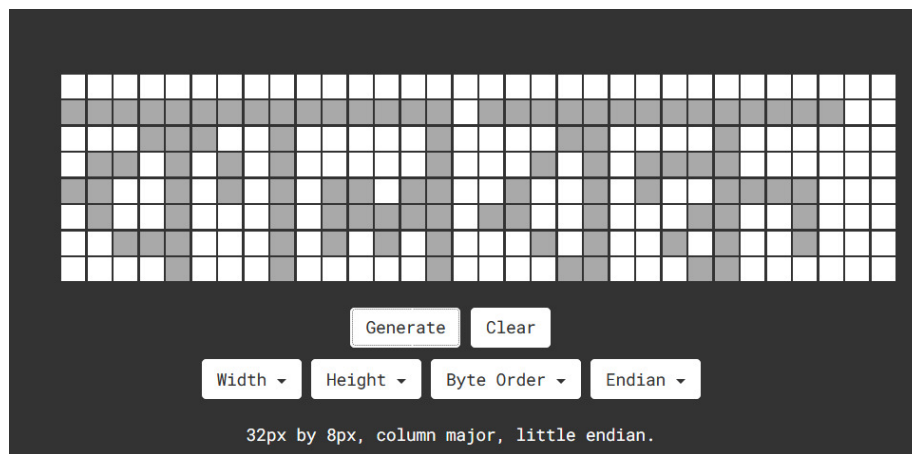 Generate
Clear
Width
Height
Byte Order
Endian
32px by 8px, column major, little endian.